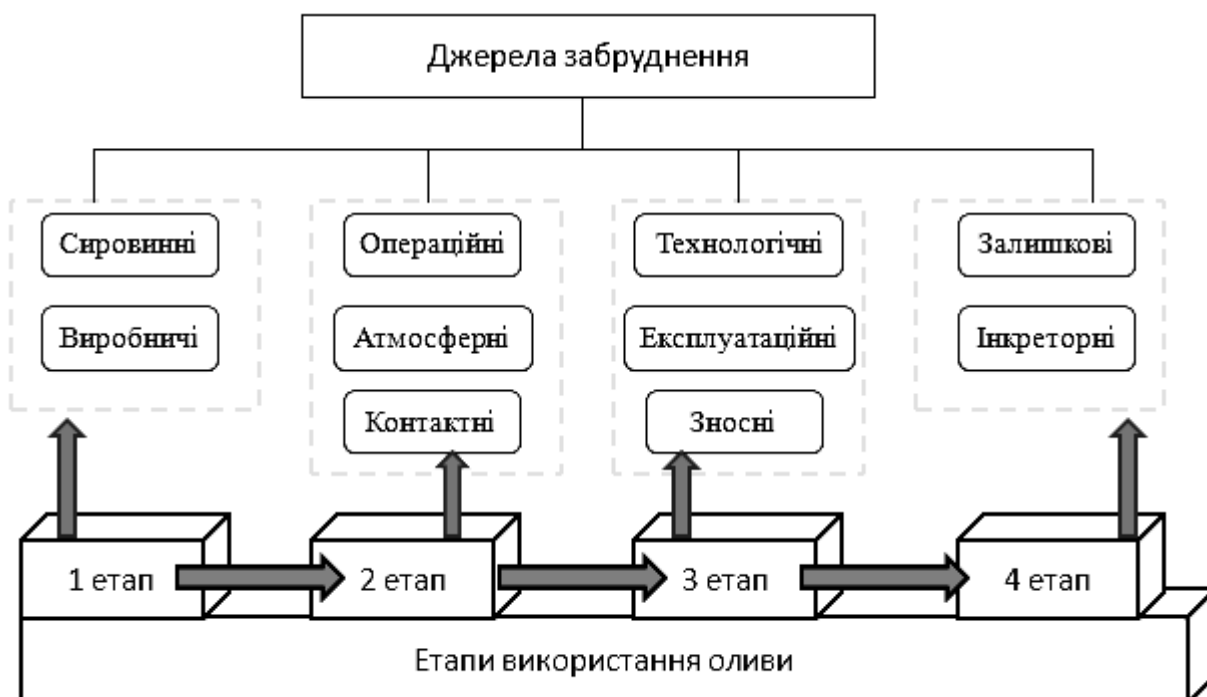 Джерела забруднення
Сировинні
Виробничі
Операційні
Атмосферні
Контактні
Технологічні
Експлуатаційні
Зносні
Залишкові
Інкреторні
1 етап
2 етап
3 етап
4 етап
Етапи використання оливи